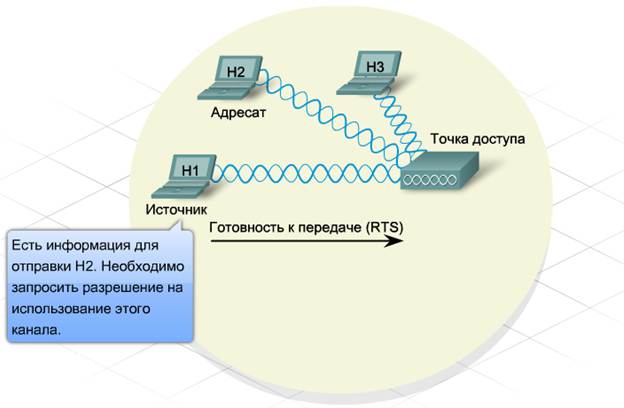 H2
H3
Адресат
Точка доступа
H1
Источник
Готовность к передаче (RTS)
Есть информация для
отправки H2. Необходимо
запросить разрешение на
использование этого
канала.